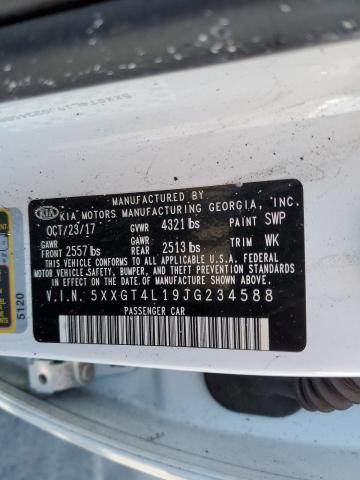 MANUFACTURED BY
KIA KIA MOTORS MANUFACTURING GEORGIA, INC.
OCT/23/17 GVWR 4321 lbs PAINT SWP
GAWR FRONT 2557 lbs GAWR REAR 2513 lbs TRIM WK
THIS VEHICLE CONFORMS TO ALL APPLICABLE U.S.A. FEDERAL
MOTOR VEHICLE SAFETY, BUMPER, AND THEFT PREVENTION STANDARDS
IN EFFECT ON THE DATE OF MANUFACTURE SHOWN ABOVE.
V.I.N: 5XXGT4L19JG234588
PASSENGER CAR
5120